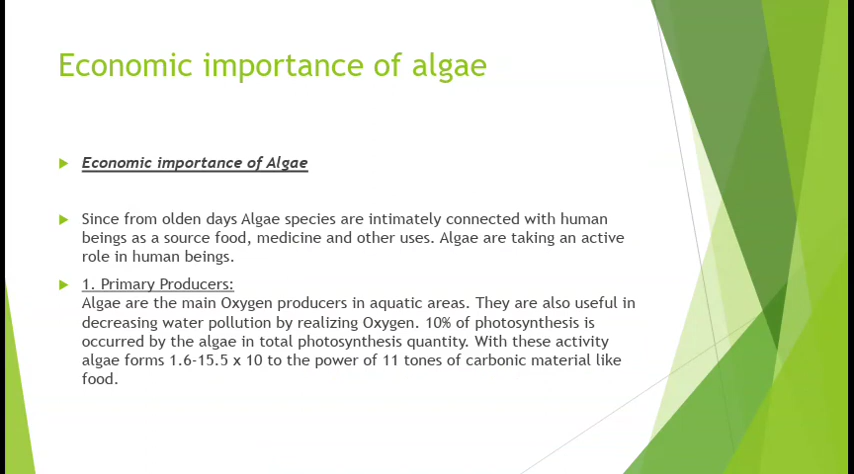 Economic importance of algae
Economic importance of Algae
Since from olden days Algae species are intimately connected with human
beings as a source food, medicine and other uses. Algae are taking an active
role in human beings.
1. Primary Producers:
Algae are the main Oxygen producers in aquatic areas. They are also useful in
decreasing water pollution by realizing Oxygen. 10% of photosynthesis is
occurred by the algae in total photosynthesis quantity. With these activity
algae forms 1.6-15.5 x 10 to the power of 11 tones of carbonic material like
food.